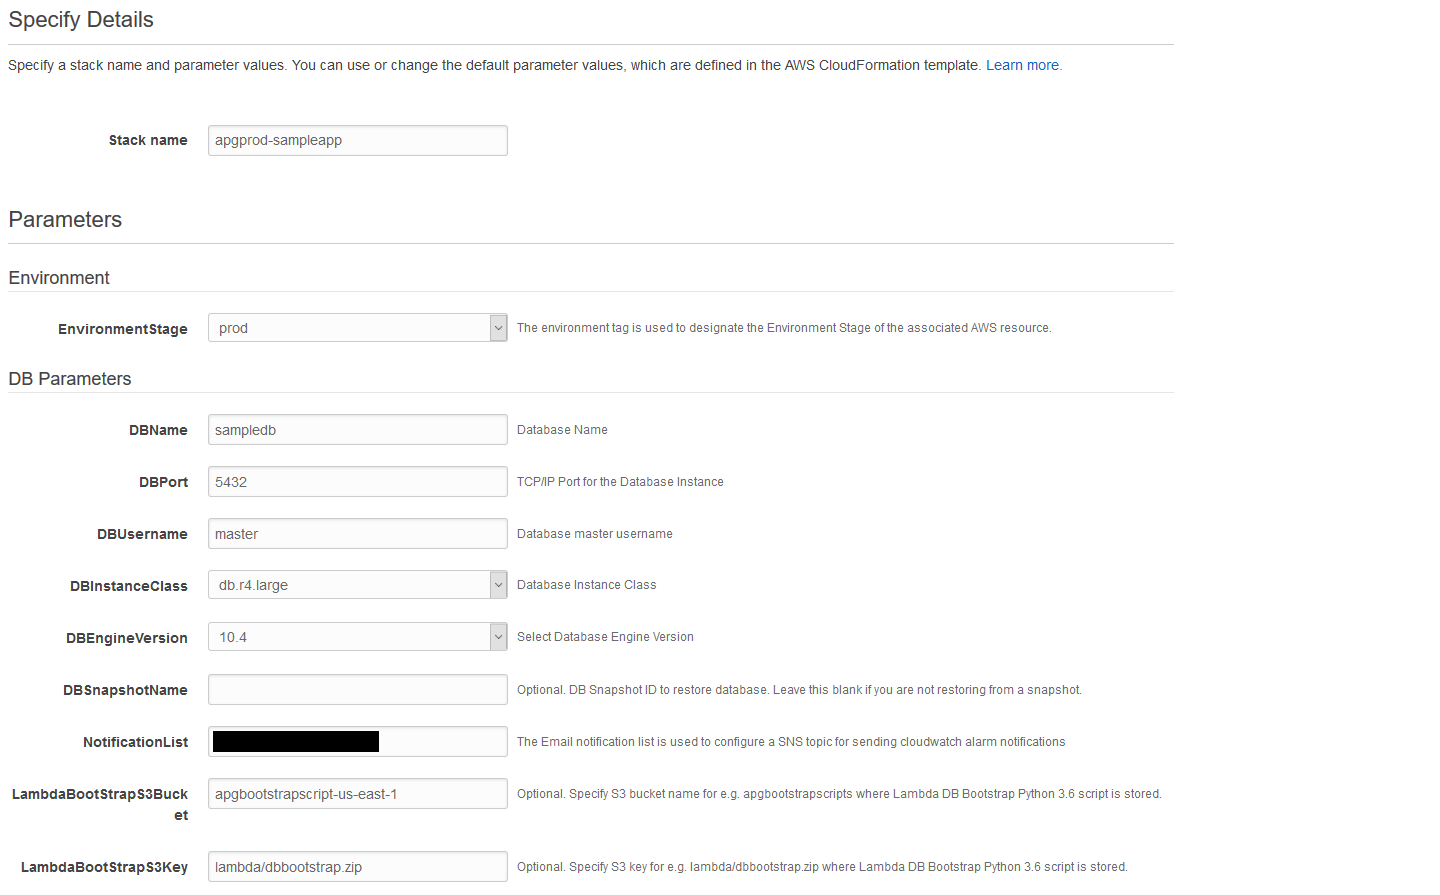 Specify Details
Specify a stack name and parameter values. You can use or change the default parameter values, which are defined in the AWS CloudFormation template. Learn more.
Stack name apgprod-sampleapp
Parameters
Environment
EnvironmentStage prod The environment tag is used to designate the Environment Stage of the associated AWS resource.
DB Parameters
DBName sampledb Database Name
DBPort 5432 TCP/IP Port for the Database Instance
DBUsername master Database master username
DBInstanceClass db.r4.large Database Instance Class
DBEngineVersion 10.4 Select Database Engine Version
DBSnapshotName Optional. DB Snapshot ID to restore database. Leave this blank if you are not restoring from a snapshot.
NotificationList The Email notification list is used to configure a SNS topic for sending cloudwatch alarm notifications
LambdaBootStrapS3Buck apgbootstrapscript-us-east-1 Optional. Specify S3 bucket name for e.g. apgbootstrapscripts where Lambda DB Bootstrap Python 3.6 script is stored.
et
LambdaBootStrapS3Key lambda/dbbootstrap.zip Optional. Specify S3 key for e.g. lambda/dbbootstrap.zip where Lambda DB Bootstrap Python 3.6 script is stored.